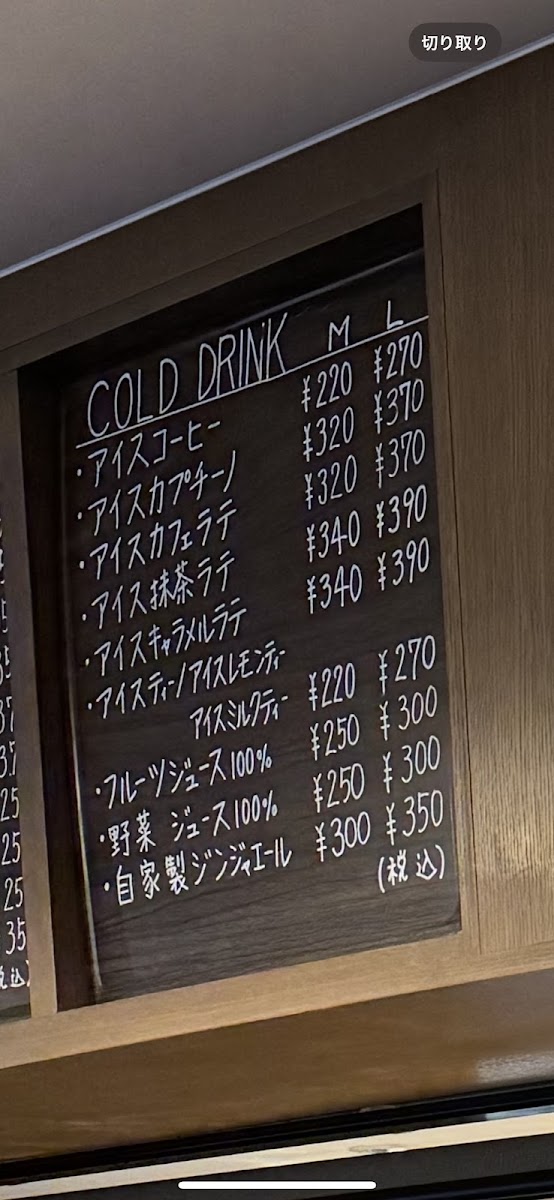 切り取り
COLD DRINK M L
・アイスコーヒー ¥220 ¥270
・アイスカプチーノ ¥320 ¥370
・アイスカフェラテ ¥320 ¥370
・アイス抹茶ラテ ¥340 ¥390
・アイスキャラメルラテ ¥340 ¥390
・アイスティー/アイスレモンティー
アイスミルクティー ¥220 ¥270
・フルーツジュース100% ¥250 ¥300
・野菜 ジュース100% ¥250 ¥300
・自家製ジンジャエール ¥300 ¥350
(税込)
25
25
25
35
税込)